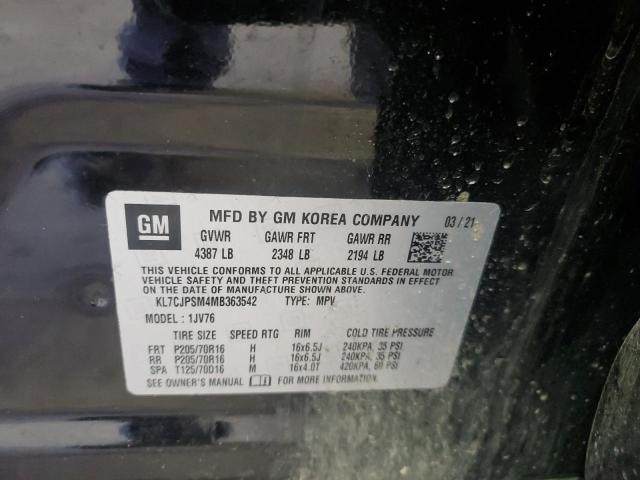 GM MFD BY GM KOREA COMPANY 03/21
GVWR GAWR FRT GAWR RR
4387 LB 2348 LB 2194 LB
THIS VEHICLE CONFORMS TO ALL APPLICABLE U.S. FEDERAL MOTOR
VEHICLE SAFETY AND THEFT PREVENTION STANDARDS IN EFFECT
ON THE DATE OF MANUFACTURE SHOWN ABOVE.
KL7CJPSM4MB363542 TYPE: MPV
MODEL : 1JV76
TIRE SIZE SPEED RTG RIM COLD TIRE PRESSURE
FRT P205/70R16 H 16x6.5J 240KPA, 35 PSI
RR P205/70R16 H 16x6.5J 240KPA, 35 PSI
SPA T125/70D16 M 16x4.0T 420KPA, 60 PSI
SEE OWNER'S MANUAL FOR MORE INFORMATION.